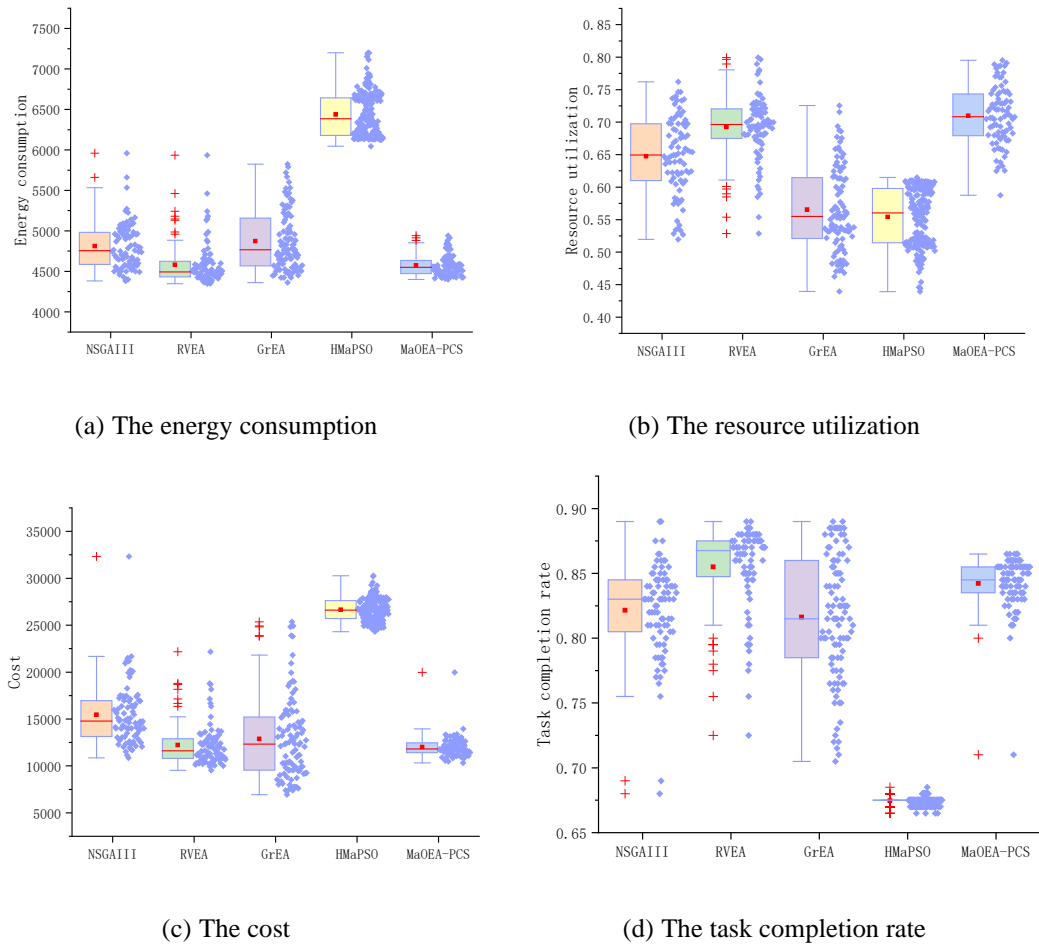 7500
7000
6500
6000
5500
5000
4500
4000
Energy consumption
NSGAIII RVEA GrEA HMaPSO MaOEA-PCS
(a) The energy consumption
0.85
0.80
0.75
0.70
0.65
0.60
0.55
0.50
0.45
0.40
Resource utilization
NSGAIII RVEA GrEA HMaPSO MaOEA-PCS
(b) The resource utilization
35000
30000
25000
20000
15000
10000
5000
Cost
NSGAIII RVEA GrEA HMaPSO MaOEA-PCS
(c) The cost
0.90
0.85
0.80
0.75
0.70
0.65
Task completion rate
NSGAIII RVEA GrEA HMaPSO MaOEA-PCS
(d) The task completion rate